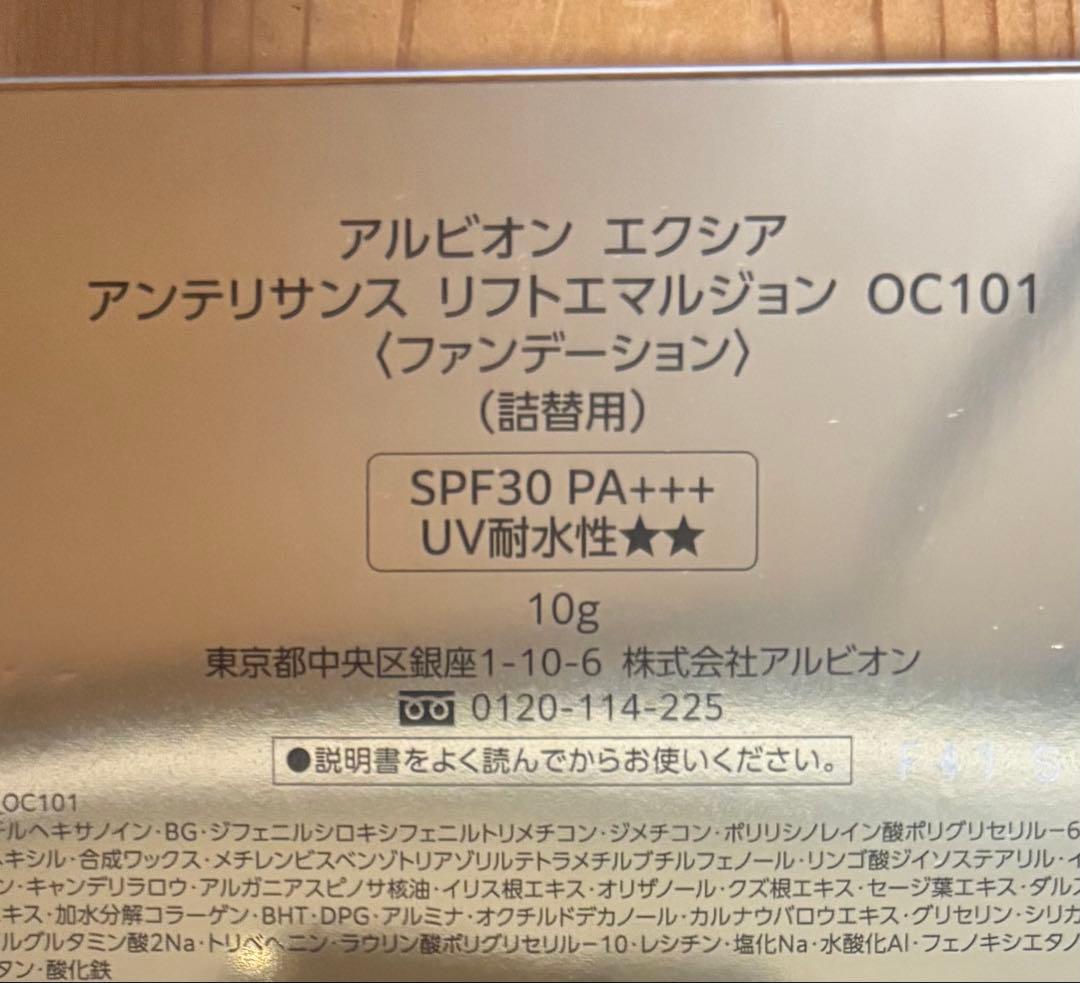 アルビオン エクシア
アンテリサンス リフトエマルジョン OC101
〈ファンデーション〉
(詰替用)
SPF30 PA+++
UV耐水性★★
10g
東京都中央区銀座1-10-6 株式会社アルビオン
0120-114-225
●説明書をよく読んでからお使いください。
F41 S
OC101
チルヘキサノイン・BG・ジフェニルシロキシフェニルトリメチコン・ジメチコン・ポリリシノレイン酸ポリグリセリル-6
ヘキシル・合成ワックス・メチレンビスベンゾトリアゾリルテトラメチルブチルフェノール・リンゴ酸ジイソステアリル・イ
ン・キャンデリラロウ・アルガニアスピノサ核油・イリス根エキス・オリザノール・クズ根エキス・セージ葉エキス・ダルス
エキス・加水分解コラーゲン・BHT・DPG・アルミナ・オクチルドデカノール・カルナウバロウエキス・グリセリン・シリカ
ルグルタミン酸2Na・トリベヘニン・ラウリン酸ポリグリセリル-10・レシチン・塩化Na・水酸化Al・フェノキシエタノ
タン・酸化鉄